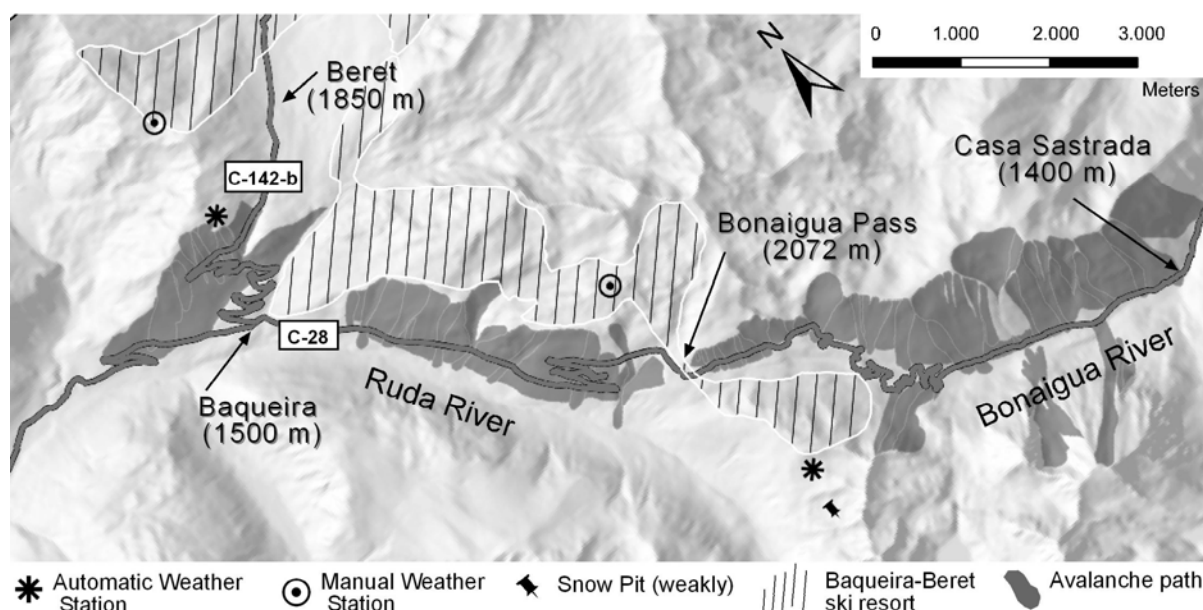 0 1.000 2.000 3.000
Meters
N
Beret
(1850 m)
C-142-b
Casa Sastrada
(1400 m)
Bonaigua Pass
(2072 m)
C-28
Baqueira
(1500 m)
Ruda River
Bonaigua River
Automatic Weather
Station
Manual Weather
Station
Snow Pit (weakly)
Baqueira-Beret
ski resort
Avalanche path